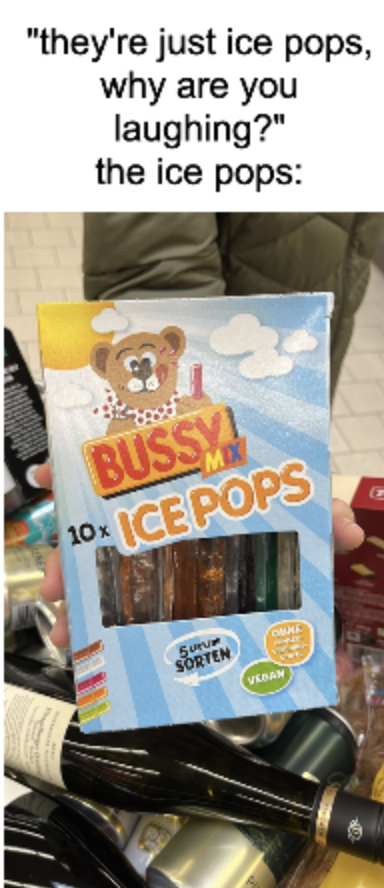 "they're just ice pops,
why are you
laughing?"
the ice pops:
BUSSY
MIX
10x ICE POPS
5
SORTEN
OHNE
VEGAN